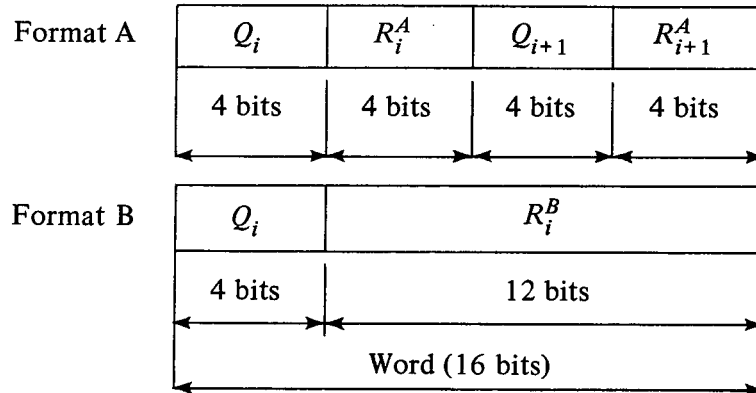 Format A Q_i R_i^A Q_{i+1} R_{i+1}^A
4 bits 4 bits 4 bits 4 bits
Format B Q_i R_i^B
4 bits 12 bits
Word (16 bits)